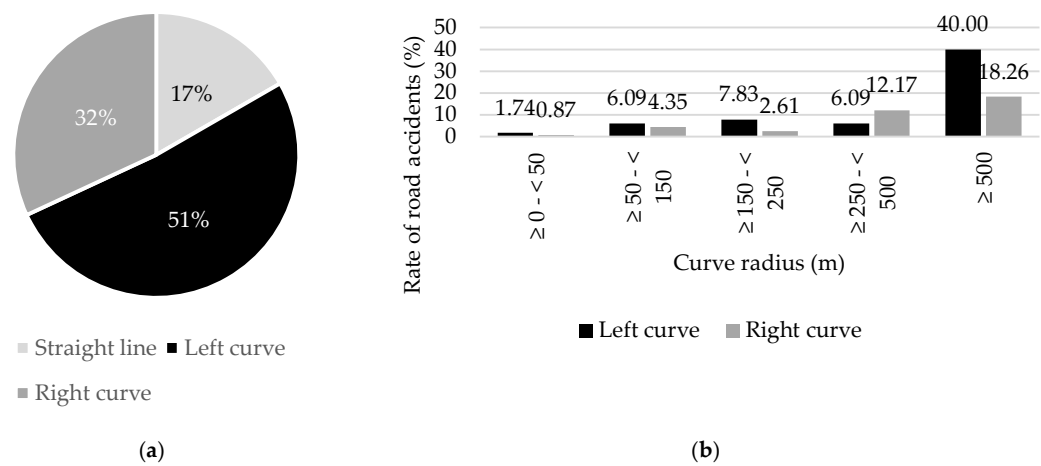 17%
32%
51%
Straight line Left curve
Right curve
(a)
Rate of road accidents (%)
50
40
30
20
10
0
1.74 0.87
6.09 4.35
7.83 2.61
6.09 12.17
40.00 18.26
≥ 0 - < 50
≥ 50 - <
150
≥ 150 - <
250
≥ 250 - <
500
≥ 500
Curve radius (m)
Left curve Right curve
(b)